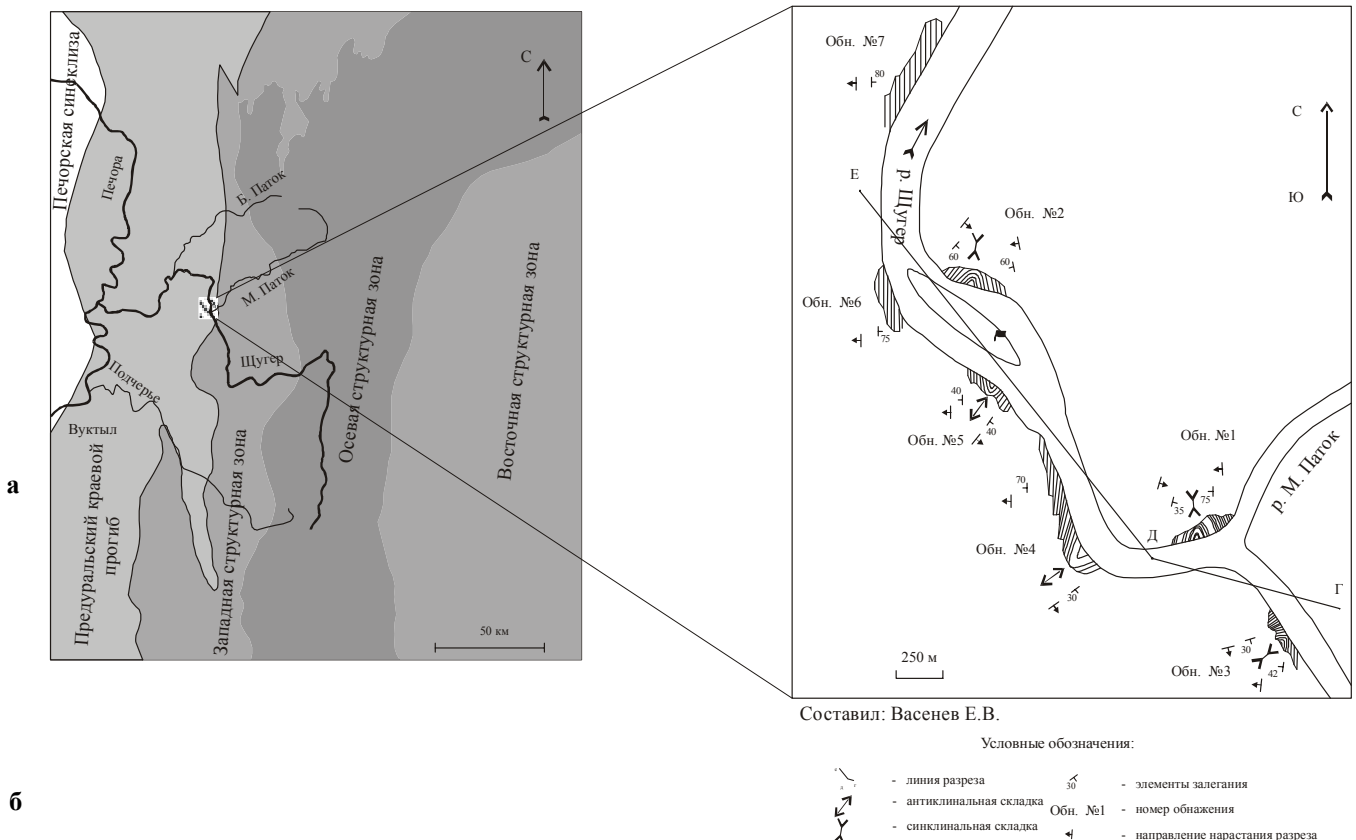 Печорская синеклиза
Печора
С
Б. Паток
М. Паток
Щугер
Подчерье
Вуктыл
Предуральский краевой
прогиб
Западная структурная зона
Осевая структурная зона
Восточная структурная зона
50 км
а
Обн. №7
80
С
Ю
Е
р. Щугер
Обн. №2
60
60
Обн. №6
75
40
40
Обн. №5
70
Обн. №1
75
35
р. М. Паток
Д
Обн. №4
30
Г
250 м
30
Обн. №3
42
Составил: Васенев Е.В.
Условные обозначения:
- линия разреза
30 - элементы залегания
- антиклинальная складка
Обн. №1 - номер обнажения
- синклинальная складка
- направление нарастания разреза
б